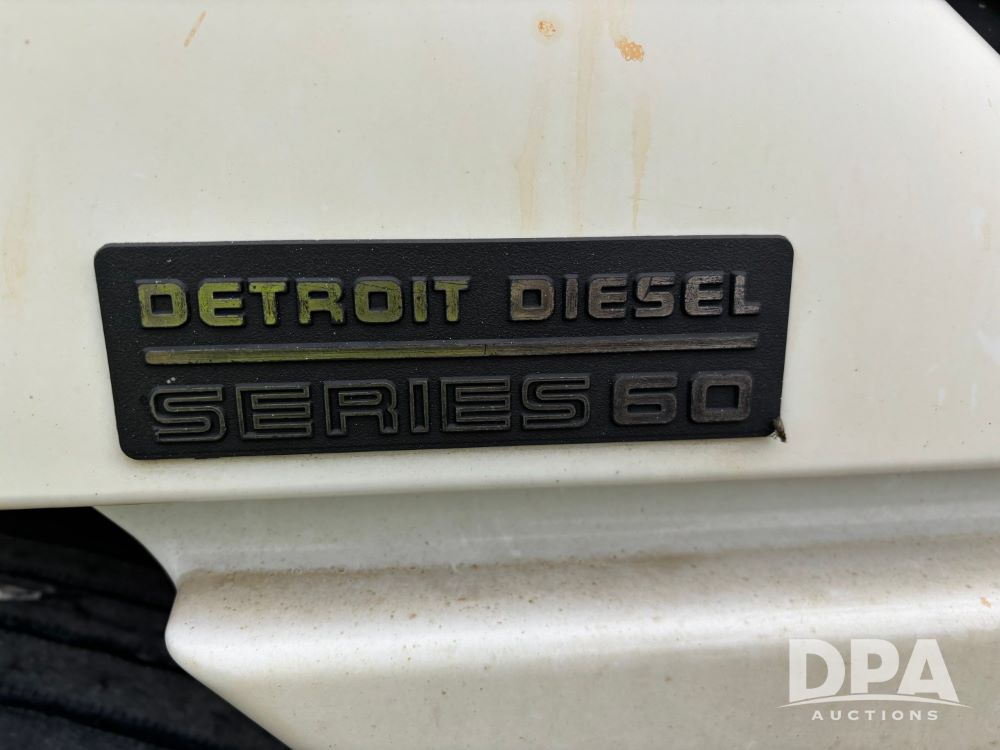 DETROIT DIESEL
SERIES 60
DPA
AUCTIONS